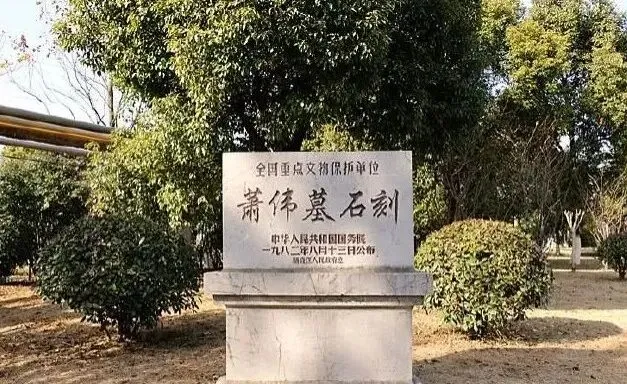 全国重点文物保护单位
萧伟墓石刻
中华人民共和国国务院
一九八二年八月十三日公布